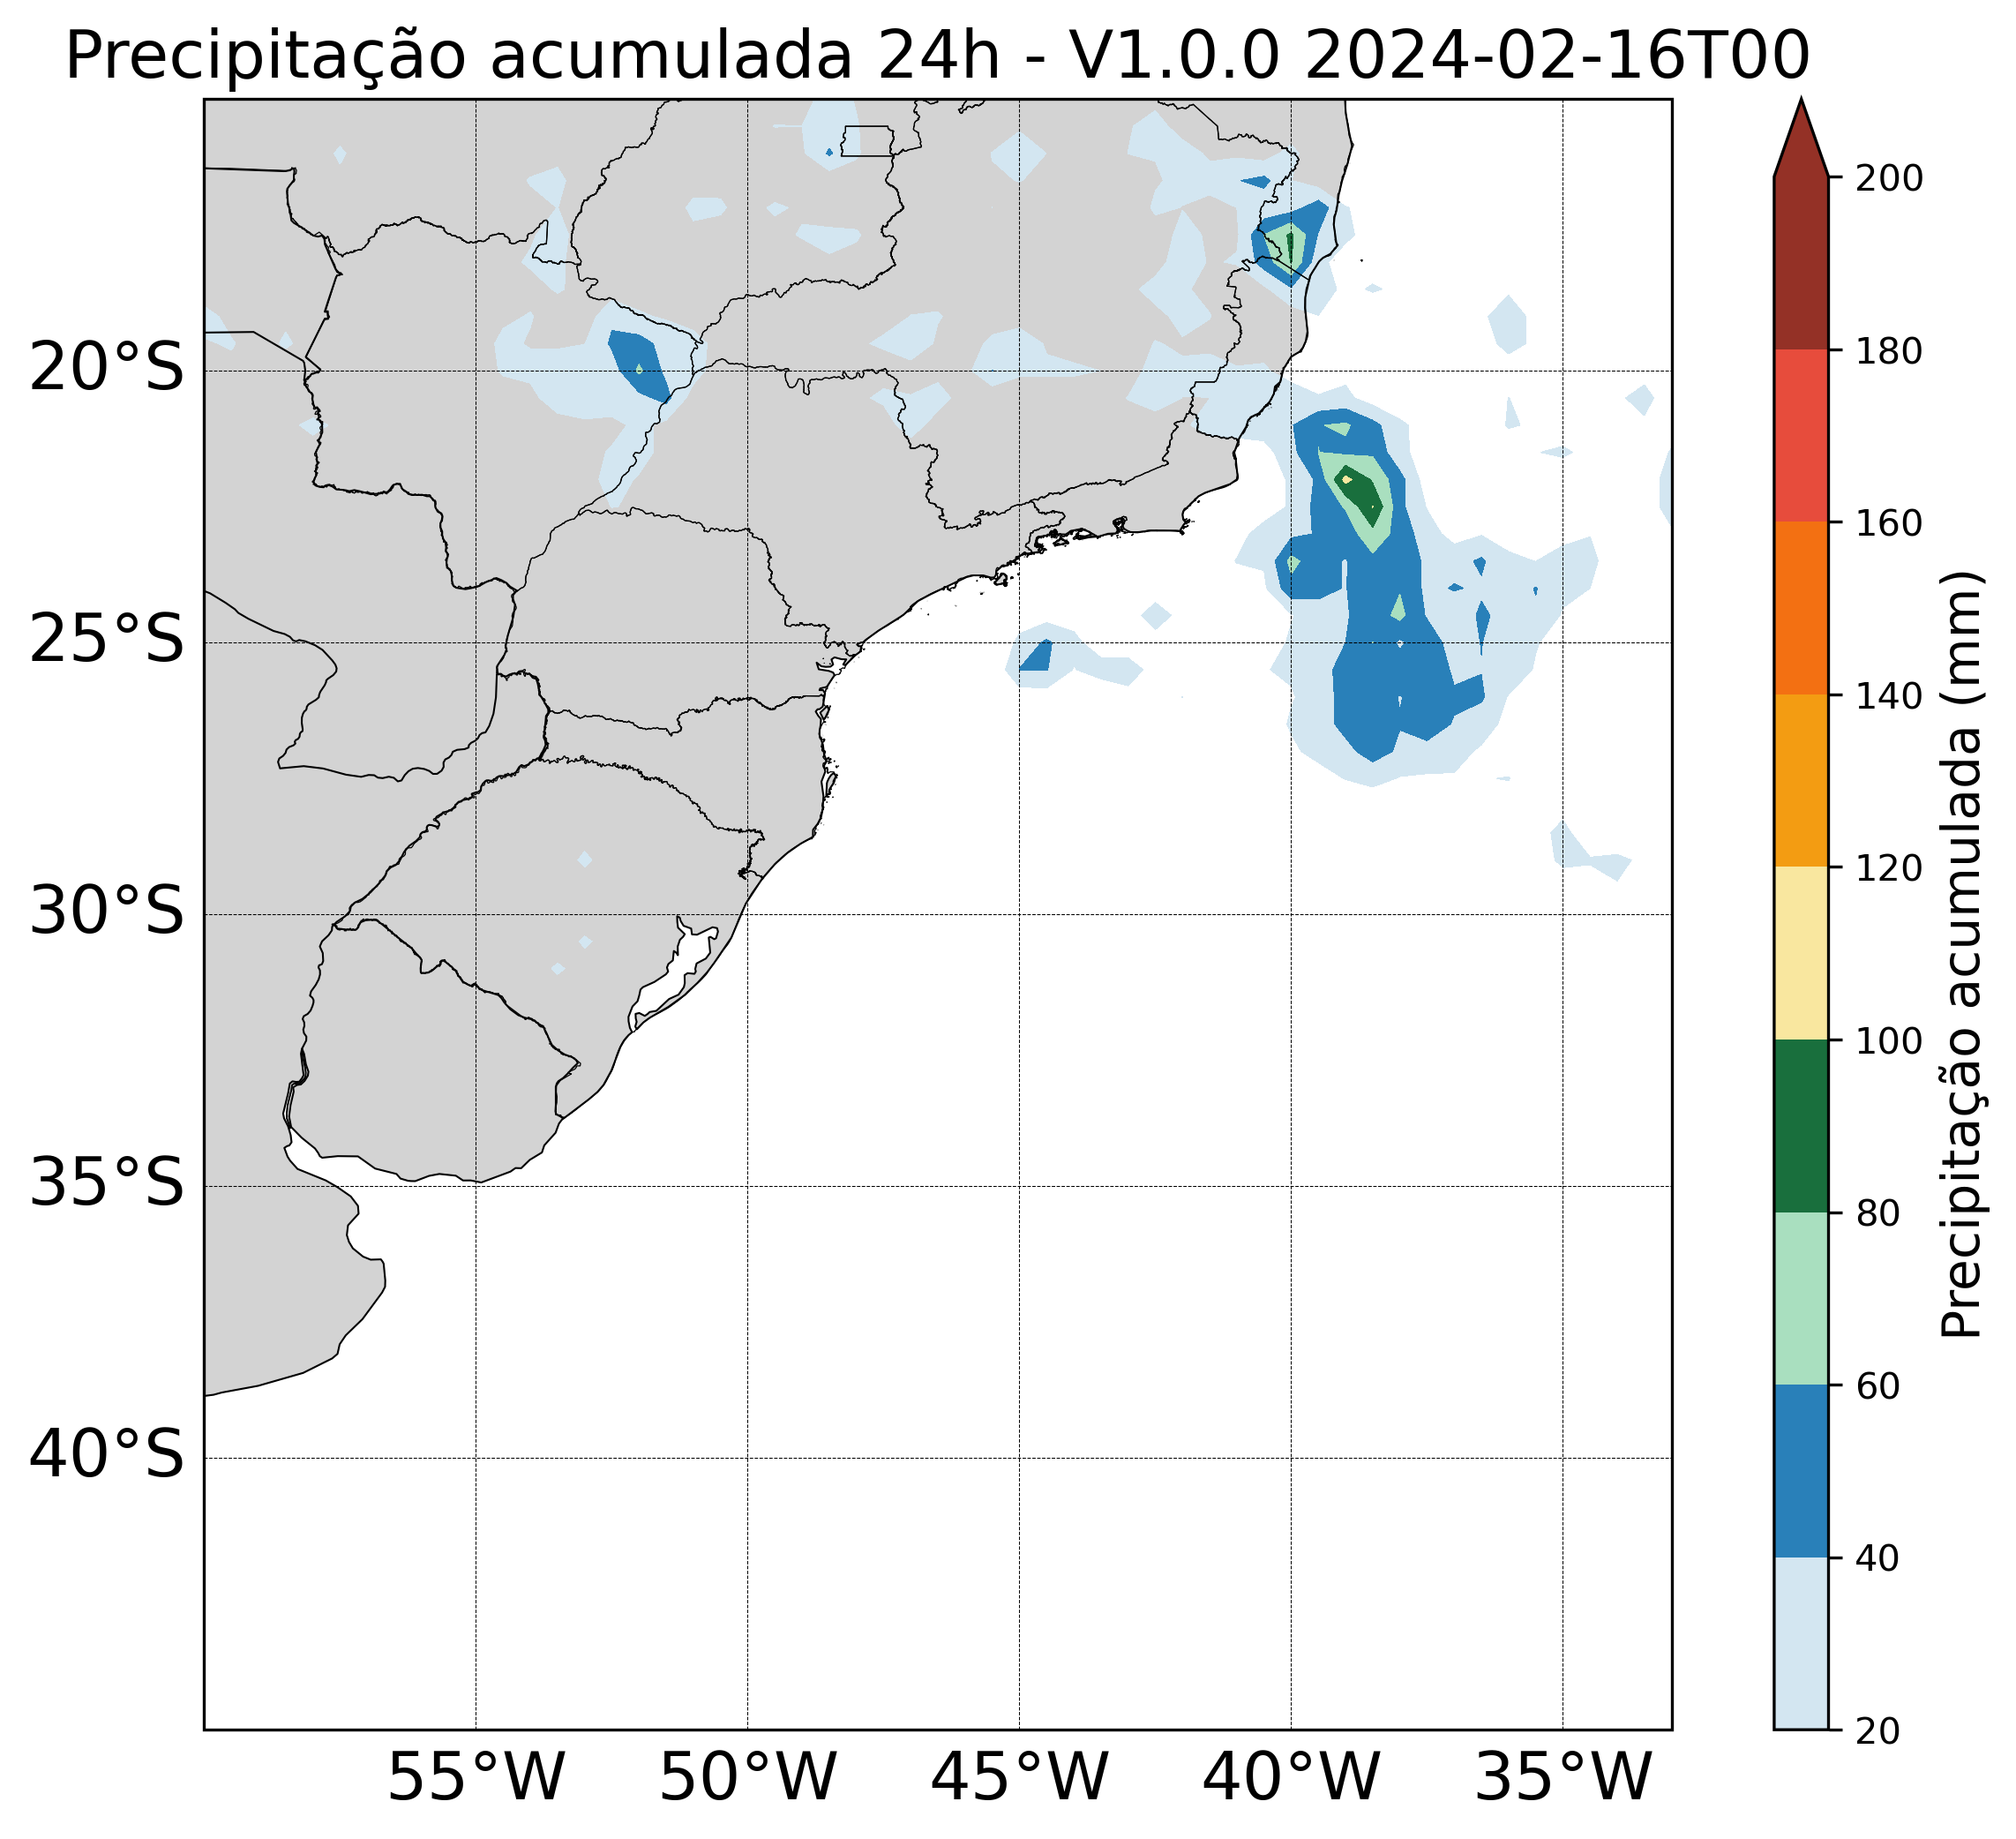 Precipitação acumulada 24h - V1.0.0 2024-02-16T00
20°S
25°S
30°S
35°S
40°S
55°W
50°W
45°W
40°W
35°W
200
180
160
140
120
100
80
60
40
20
Precipitação acumulada (mm)